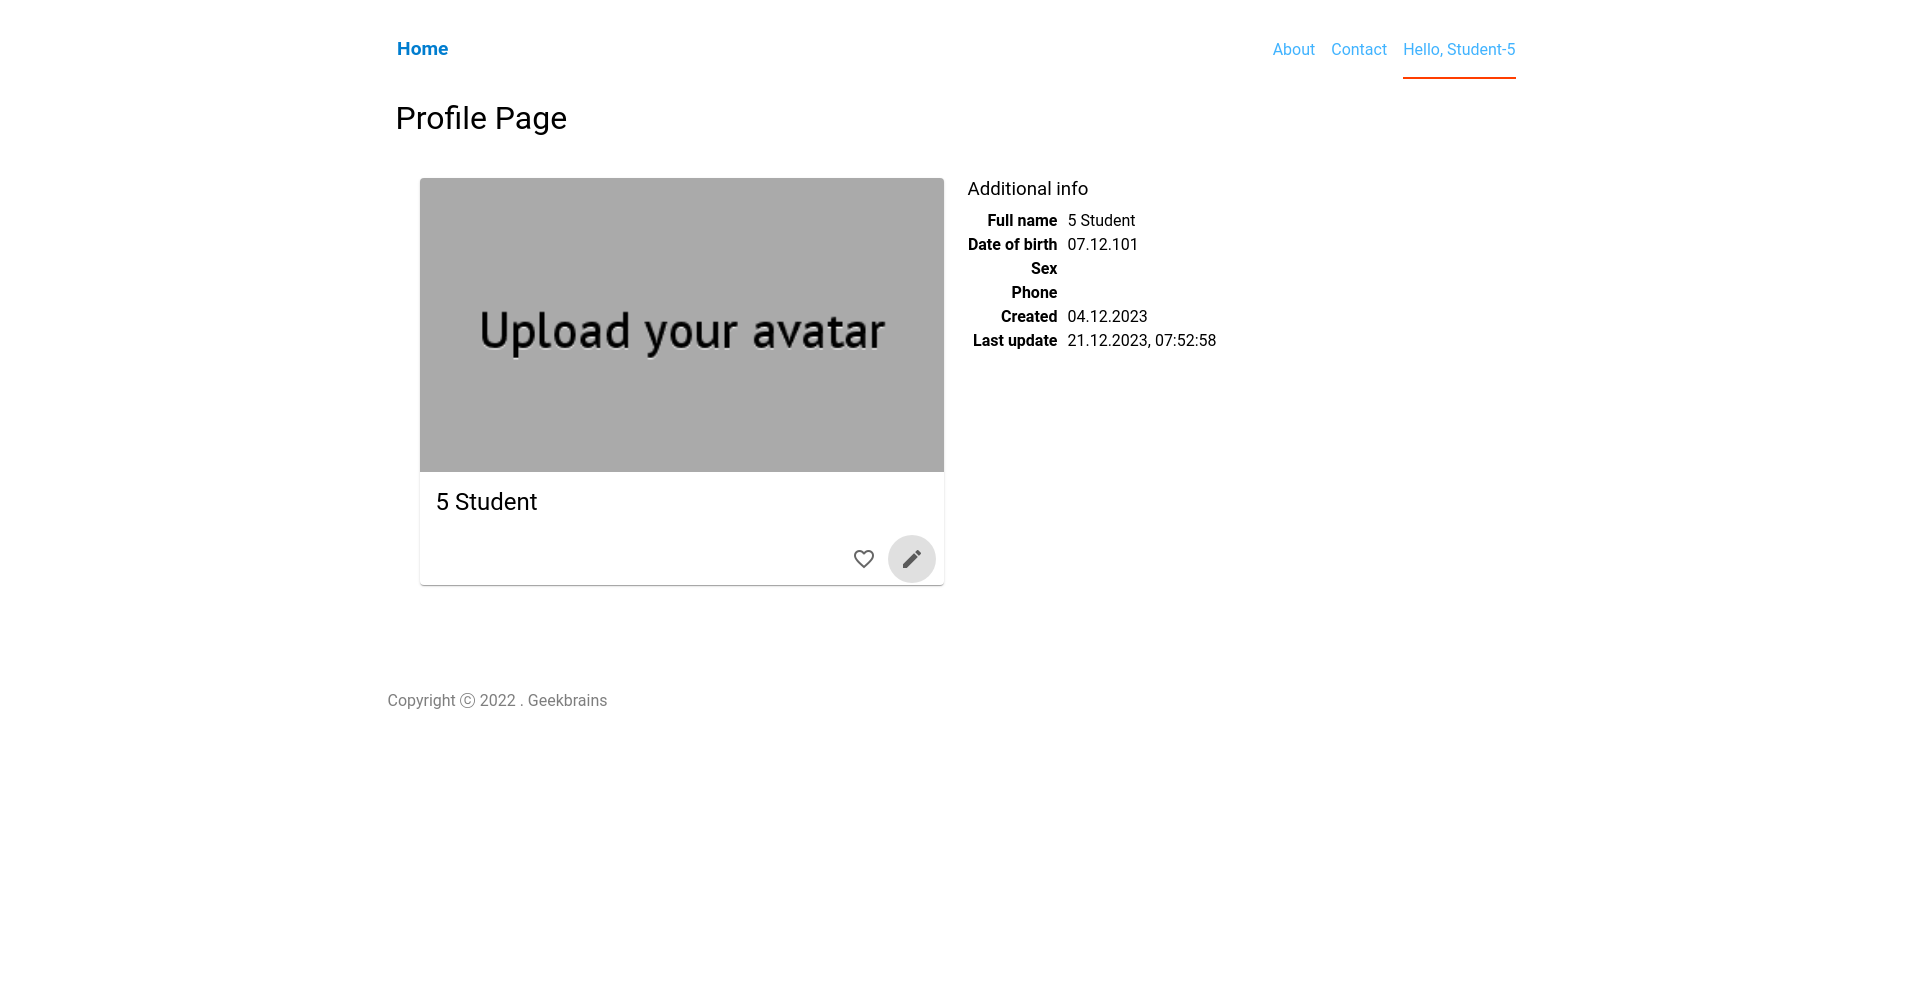 Home
About
Contact
Hello, Student-5
Profile Page
Upload your avatar
5 Student
Additional info
Full name 5 Student
Date of birth 07.12.101
Sex
Phone
Created 04.12.2023
Last update 21.12.2023, 07:52:58
Copyright ⓒ 2022 . Geekbrains